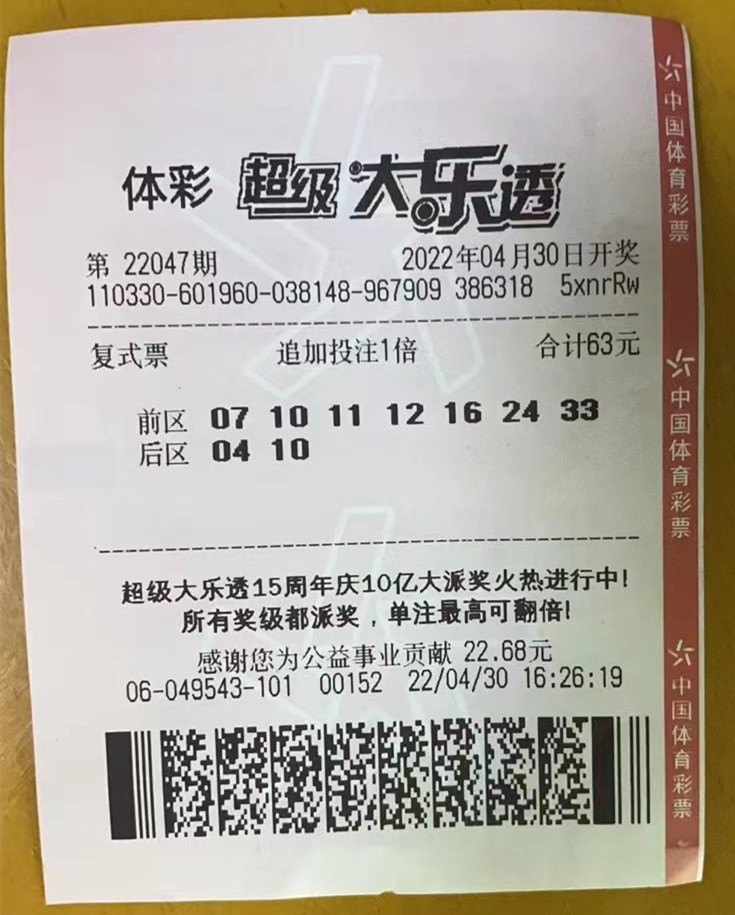 体彩 超级大乐透
第 22047期 2022年04月30日开奖
110330-601960-038148-967909 386318 5xnrRw
复式票 追加投注1倍 合计63元
前区 07 10 11 12 16 24 33
后区 04 10
超级大乐透15周年庆10亿大派奖火热进行中!
所有奖级都派奖，单注最高可翻倍!
感谢您为公益事业贡献 22.68元
06-049543-101 00152 22/04/30 16:26:19
中国体育彩票
中国体育彩票
中国体育彩票